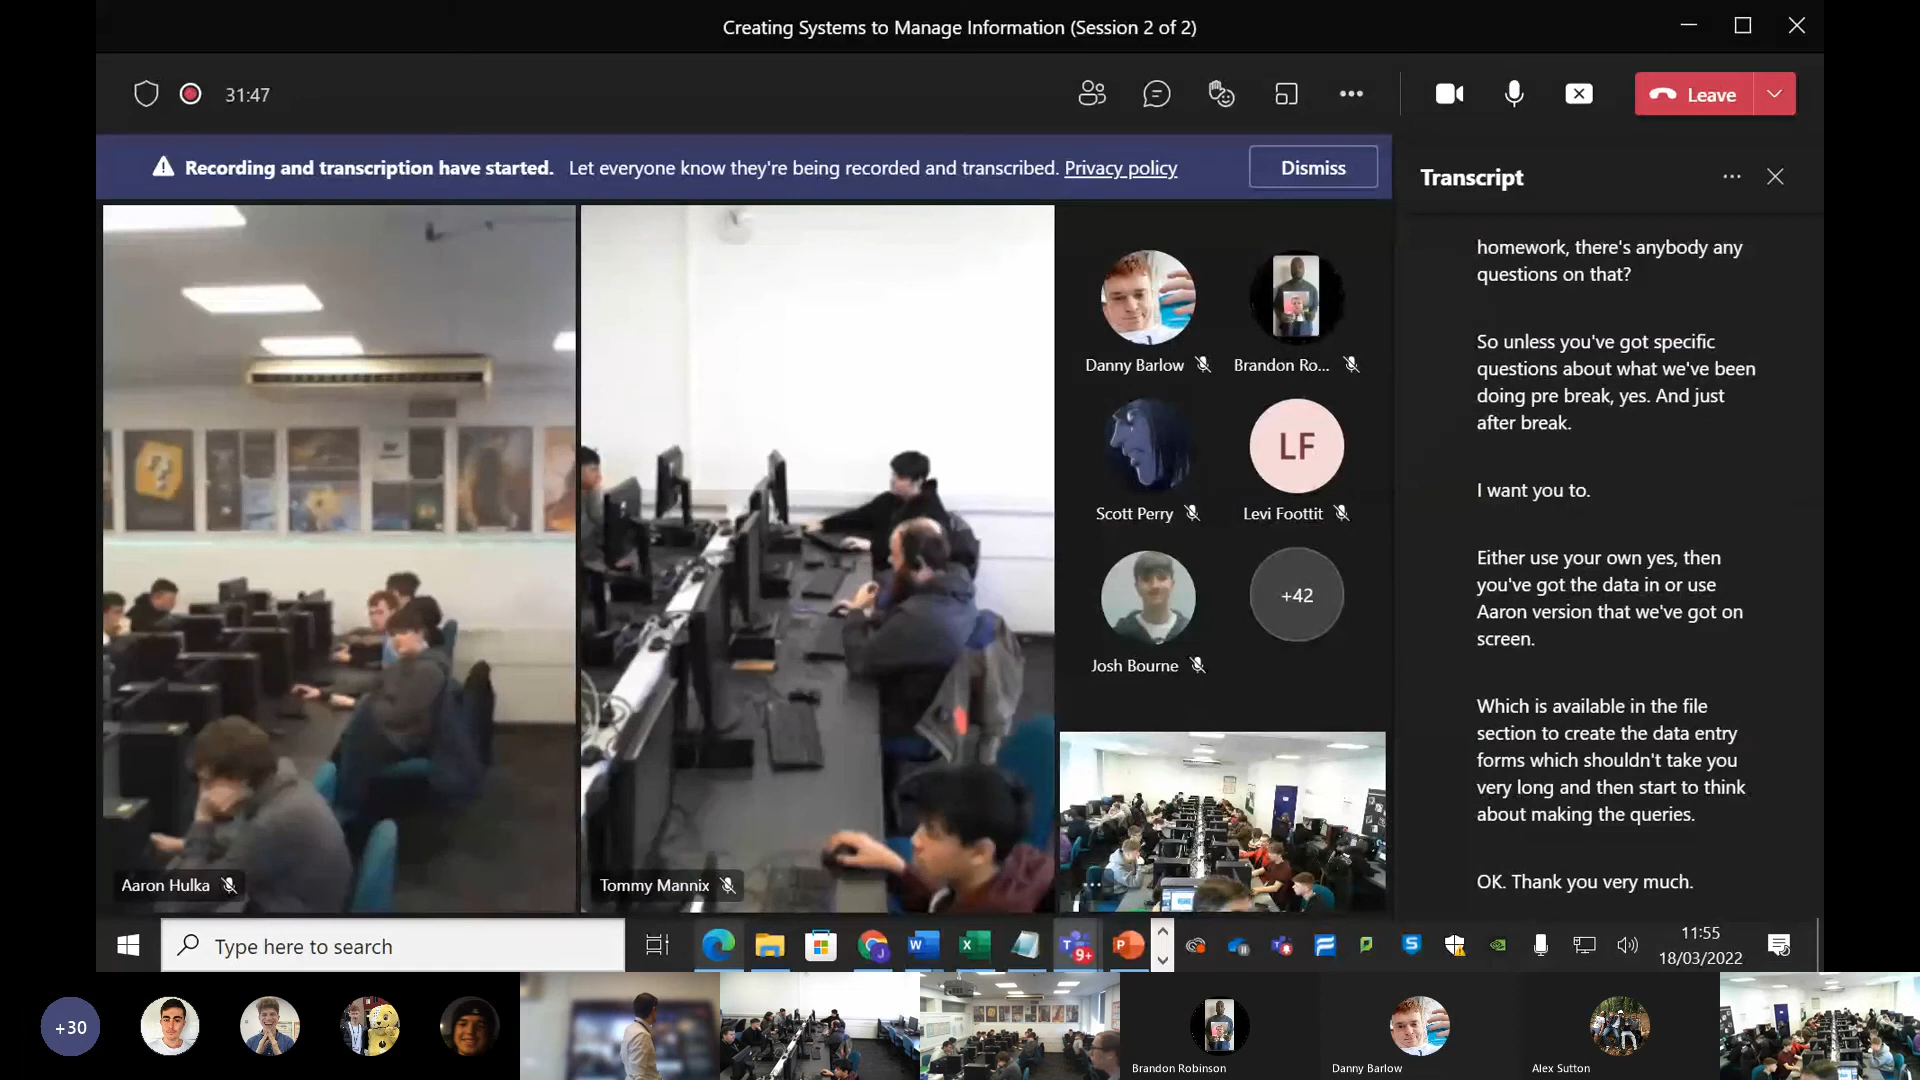 Creating Systems to Manage Information (Session 2 of 2)
31:47
Leave
Recording and transcription have started. Let everyone know they're being recorded and transcribed. Privacy policy
Dismiss
Transcript
homework, there's anybody any
questions on that?
So unless you've got specific
questions about what we've been
doing pre break, yes. And just
after break.
I want you to.
Either use your own yes, then
you've got the data in or use
Aaron version that we've got on
screen.
Which is available in the file
section to create the data entry
forms which shouldn't take you
very long and then start to think
about making the queries.
OK. Thank you very much.
Danny Barlow
Brandon Ro...
Scott Perry
LF
Levi Foottit
Josh Bourne
+42
Aaron Hulka
Tommy Mannix
Type here to search
9+
11:55
18/03/2022
+30
Brandon Robinson
Danny Barlow
Alex Sutton